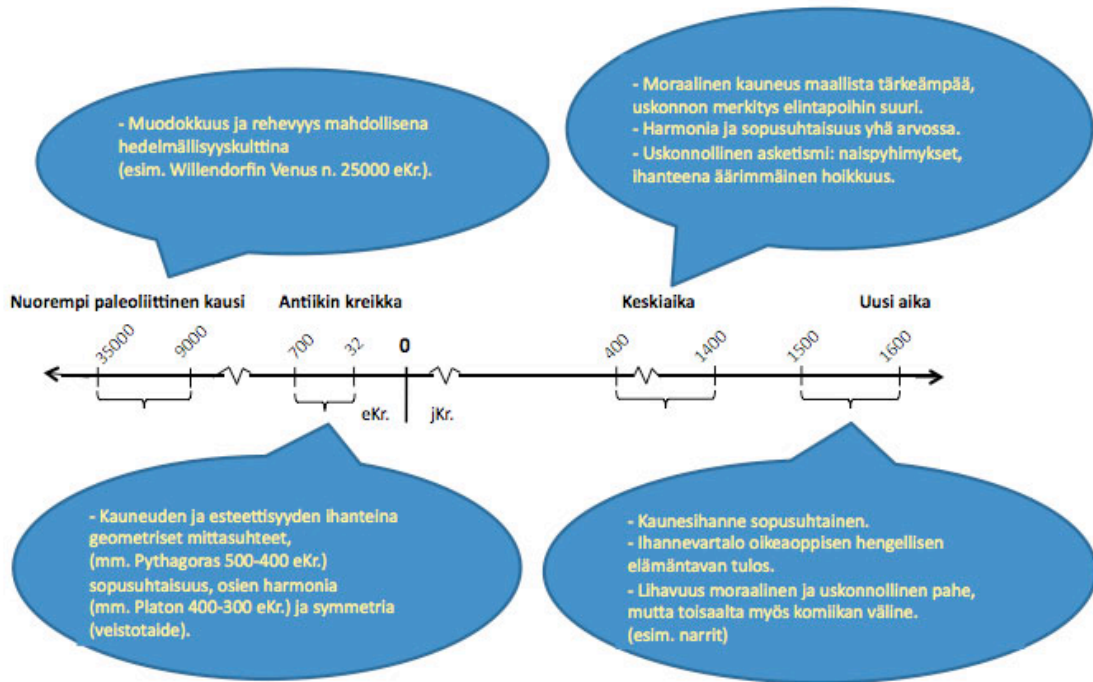 - Muodokkuus ja rehevyys mahdollisena
hedelmällisyyskulttina
(esim. Willendorfin Venus n. 25000 eKr.).
- Moraalinen kauneus maallista tärkeämpää,
uskonnon merkitys elintapoihin suuri.
- Harmonia ja sopusuhtaisuus yhä arvossa.
- Uskonnollinen asketismi: naispyhimykset,
ihanteena äärimmäinen hoikkuus.
Nuorempi paleoliittinen kausi
Antiikin kreikka
Keskiaika
Uusi aika
35000
9000
700
32
0
400
1400
1500
1600
eKr.
jKr.
- Kauneuden ja esteettisyyden ihanteina
geometriset mittasuhteet,
(mm. Pythagoras 500-400 eKr.)
sopusuhtaisuus, osien harmonia
(mm. Platon 400-300 eKr.) ja symmetria
(veistotaide).
- Kaunesihanne sopusuhtainen.
- Ihannevartalo oikeaoppisen hengellisen
elämäntavan tulos.
- Lihavuus moraalinen ja uskonnollinen pahe,
mutta toisaalta myös komiikan väline.
(esim. narrit)